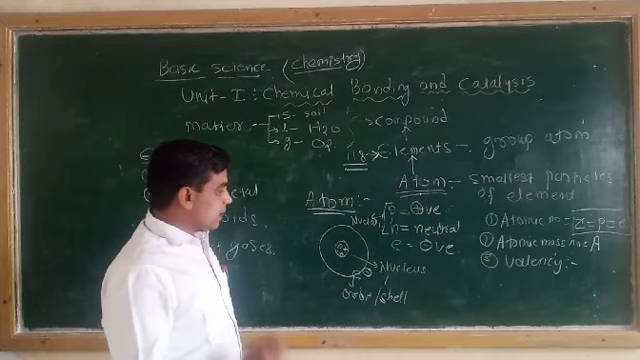 Basic science (chemistry)
Unit-I : Chemical Bonding and Catalysis
matter
S- soil
l- H2O
g- O2
compound
118 → Elements - group atom
Atom - Smallest particles
of element
Atom :-
Nucleus
p = ⊕ve
n = neutral
e = ⊖ve
Nucleus
Orbit/shell
① Atomic no = Z = p = e
② Atomic mass no = A
③ Valency :-
gases.